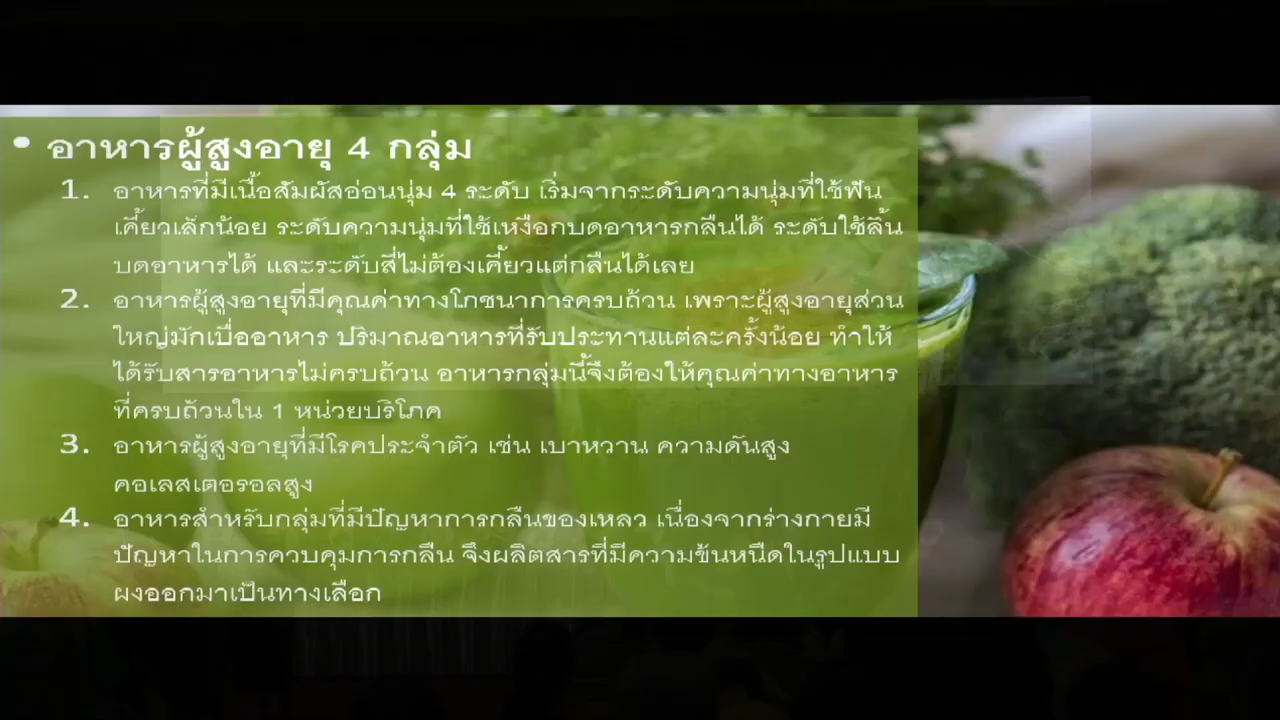 • อาหารผู้สูงอายุ 4 กลุ่ม
1. อาหารที่มีเนื้อสัมผัสอ่อนนุ่ม 4 ระดับ เริ่มจากระดับความนุ่มที่ใช้ฟัน
เคี้ยวเล็กน้อย ระดับความนุ่มที่ใช้เหงือกบดอาหารกลืนได้ ระดับใช้ลิ้น
บดอาหารได้ และระดับสี่ไม่ต้องเคี้ยวแต่กลืนได้เลย
2. อาหารผู้สูงอายุที่มีคุณค่าทางโภชนาการครบถ้วน เพราะผู้สูงอายุส่วน
ใหญ่มักเบื่ออาหาร ปริมาณอาหารที่รับประทานแต่ละครั้งน้อย ทำให้
ได้รับสารอาหารไม่ครบถ้วน อาหารกลุ่มนี้จึงต้องให้คุณค่าทางอาหาร
ที่ครบถ้วนใน 1 หน่วยบริโภค
3. อาหารผู้สูงอายุที่มีโรคประจำตัว เช่น เบาหวาน ความดันสูง
คอเลสเตอรอลสูง
4. อาหารสำหรับกลุ่มที่มีปัญหาการกลืนของเหลว เนื่องจากร่างกายมี
ปัญหาในการควบคุมการกลืน จึงผลิตสารที่มีความข้นหนืดในรูปแบบ
ผงออกมาเป็นทางเลือก